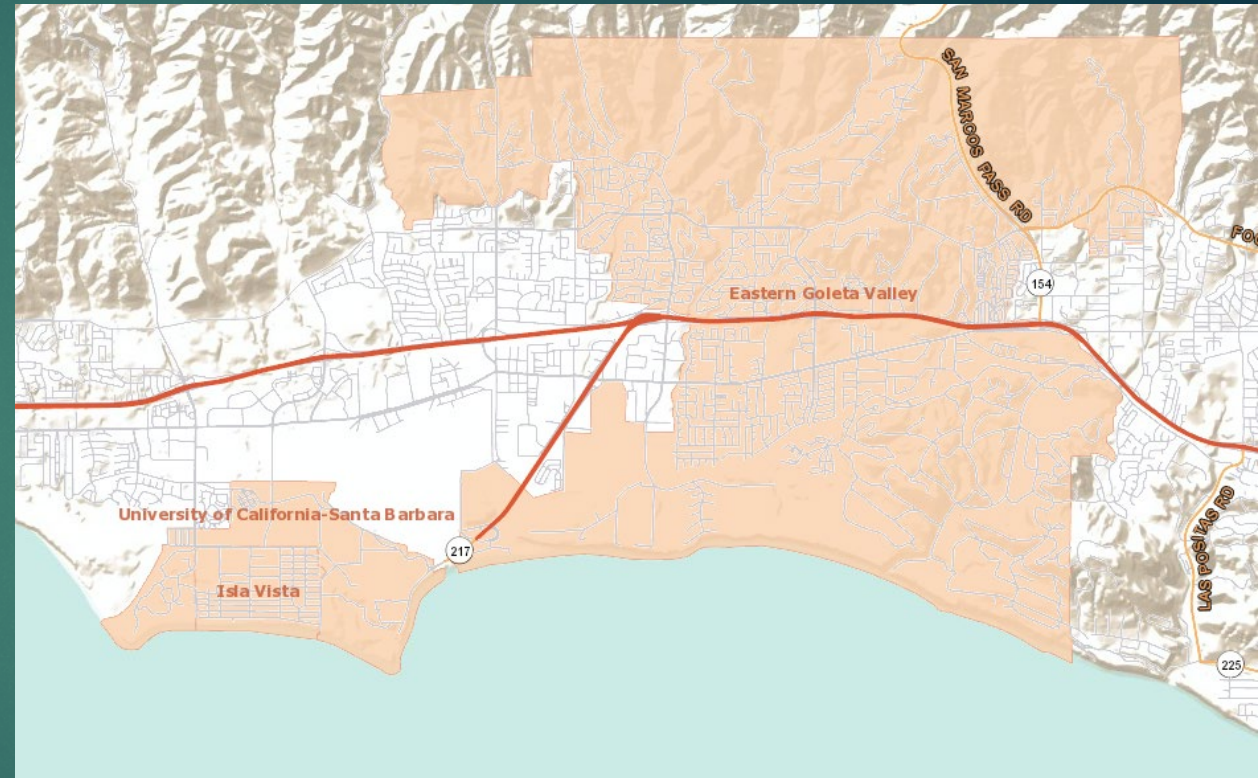 SAN MARCOS PASS RD
154
Eastern Goleta Valley
University of California-Santa Barbara
217
Isla Vista
LAS POSITAS RD
225